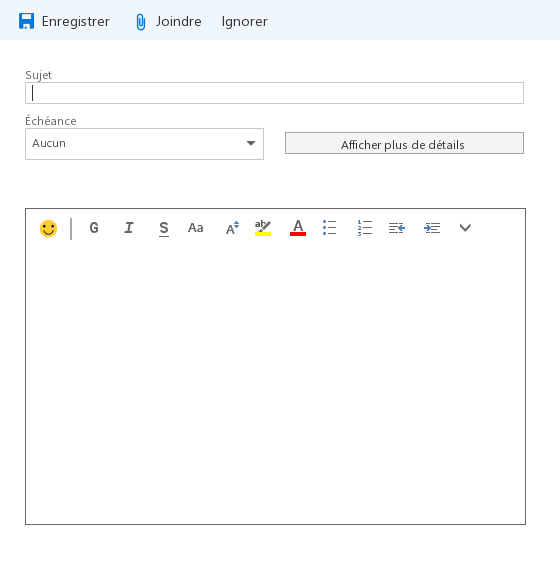 Enregistrer Joindre Ignorer
Sujet
Échéance
Aucun
Afficher plus de détails
G I S Aa A ab A